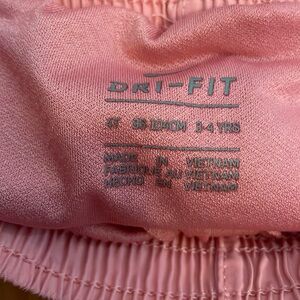 DRI-FIT
4T 98-104CM 3-4 YRS
MADE IN VIETNAM
FABRIQUE AU VIETNAM
HECHO EN VIETNAM